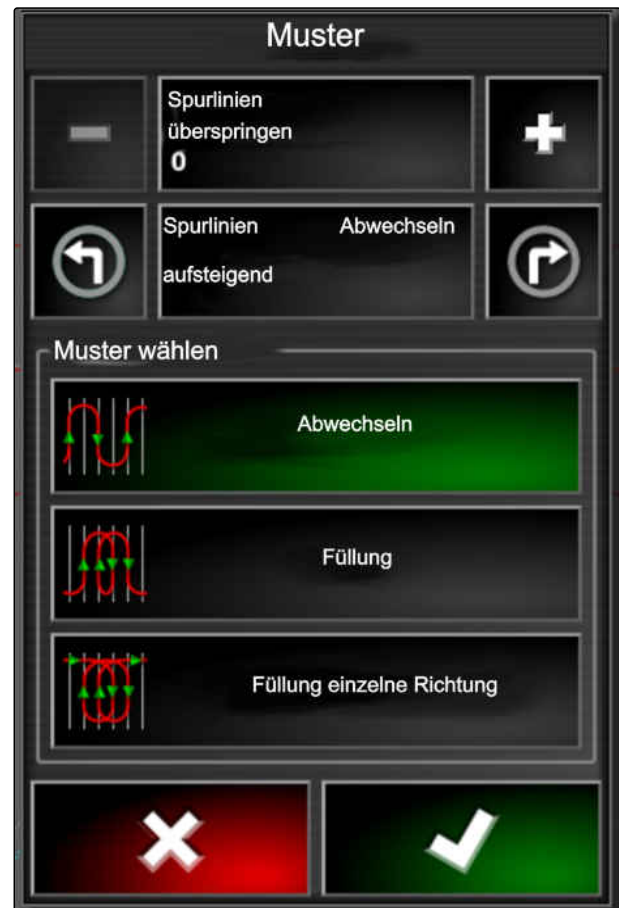 Muster
Spurlinien
überspringen
0
Spurlinien Abwechseln
aufsteigend
Muster wählen
Abwechseln
Füllung
Füllung einzelne Richtung